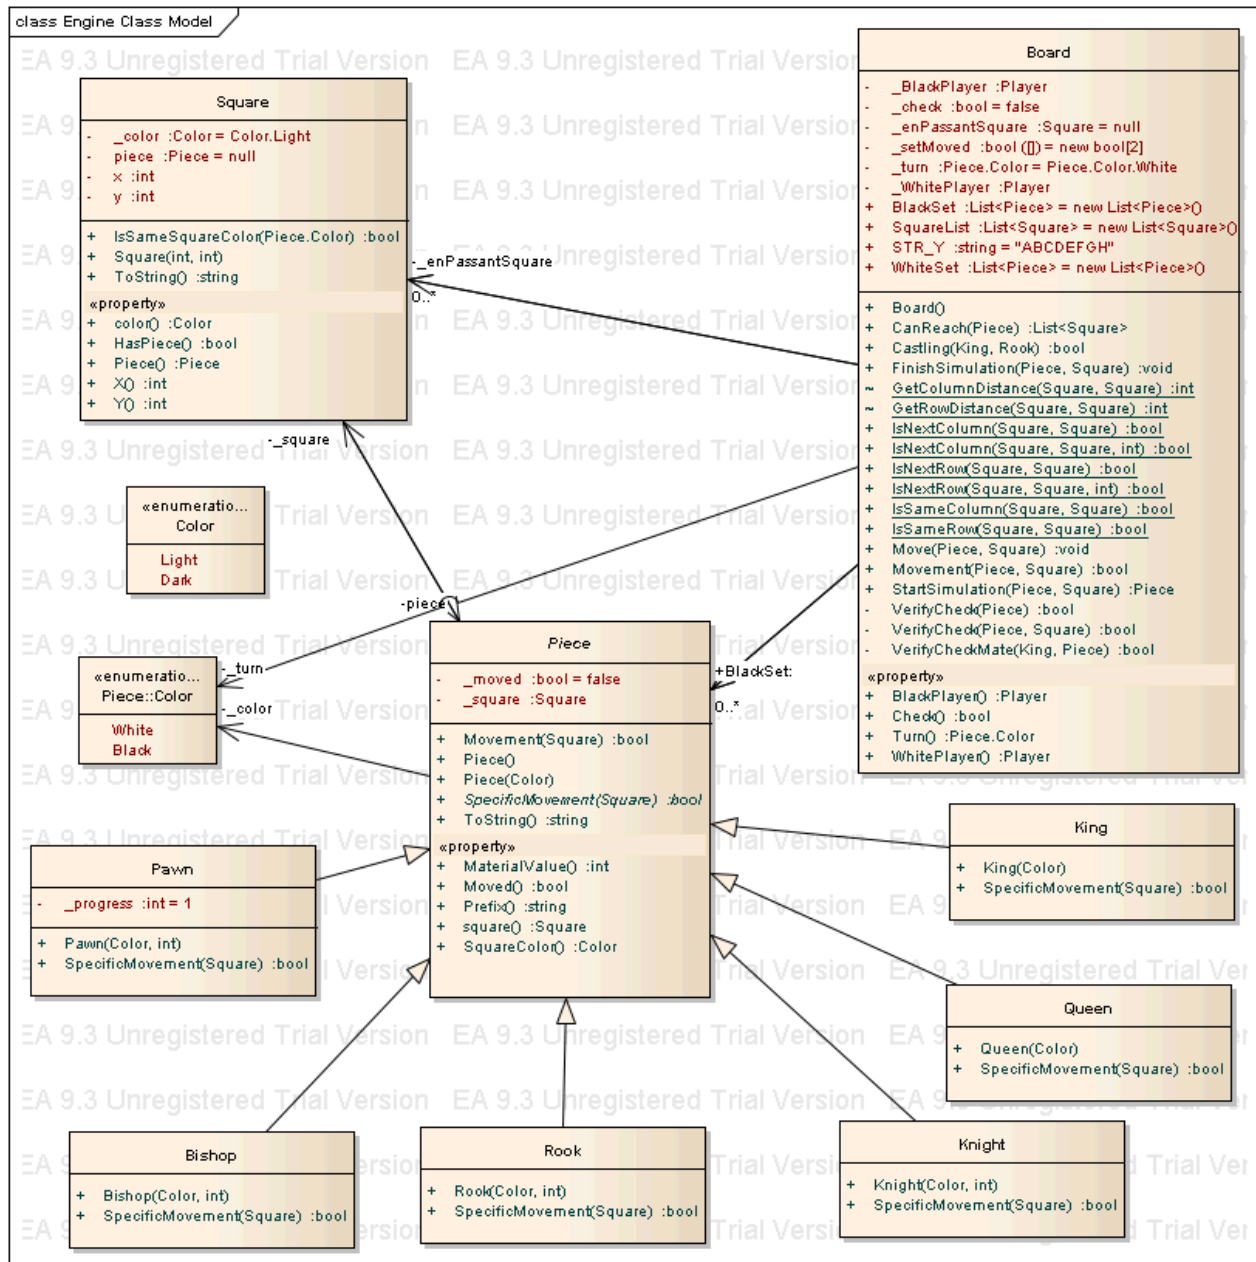 class Engine Class Model
EA 9.3 Unregistered Trial Version
Square
- _color :Color = Color.Light
- piece :Piece = null
- x :int
- y :int
+ IsSameSquareColor(Piece.Color) :bool
+ Square(int, int)
+ ToString() :string
«property»
+ color() :Color
+ HasPiece() :bool
+ Piece() :Piece
+ X() :int
+ Y() :int
Board
- _BlackPlayer :Player
- _check :bool = false
- _enPassantSquare :Square = null
- _setMoved :bool ([]) = new bool[2]
- _turn :Piece.Color = Piece.Color.White
- _WhitePlayer :Player
+ BlackSet :List<Piece> = new List<Piece>()
+ SquareList :List<Square> = new List<Square>()
+ STR_Y :string = "ABCDEFGH"
+ WhiteSet :List<Piece> = new List<Piece>()
+ Board()
+ CanReach(Piece) :List<Square>
+ Castling(King, Rook) :bool
+ FinishSimulation(Piece, Square) :void
~ GetColumnDistance(Square, Square) :int
~ GetRowDistance(Square, Square) :int
+ IsNextColumn(Square, Square) :bool
+ IsNextColumn(Square, Square, int) :bool
+ IsNextRow(Square, Square) :bool
+ IsNextRow(Square, Square, int) :bool
+ IsSameColumn(Square, Square) :bool
+ IsSameRow(Square, Square) :bool
+ Move(Piece, Square) :void
+ Movement(Piece, Square) :bool
+ StartSimulation(Piece, Square) :Piece
- VerifyCheck(Piece) :bool
- VerifyCheck(Piece, Square) :bool
- VerifyCheckMate(King, Piece) :bool
«property»
+ BlackPlayer() :Player
+ Check() :bool
+ Turn() :Piece.Color
+ WhitePlayer() :Player
-_enPassantSquare
0..*
-_square
«enumeratio...
Color
Light
Dark
-piece
«enumeratio...
Piece::Color
White
Black
-_turn
-_color
+BlackSet:
0..*
Piece
- _moved :bool = false
- _square :Square
+ Movement(Square) :bool
+ Piece()
+ Piece(Color)
+ SpecificMovement(Square) :bool
+ ToString() :string
«property»
+ MaterialValue() :int
+ Moved() :bool
+ Prefix() :string
+ square() :Square
+ SquareColor() :Color
King
+ King(Color)
+ SpecificMovement(Square) :bool
Pawn
- _progress :int = 1
+ Pawn(Color, int)
+ SpecificMovement(Square) :bool
Queen
+ Queen(Color)
+ SpecificMovement(Square) :bool
Bishop
+ Bishop(Color, int)
+ SpecificMovement(Square) :bool
Rook
+ Rook(Color, int)
+ SpecificMovement(Square) :bool
Knight
+ Knight(Color, int)
+ SpecificMovement(Square) :bool